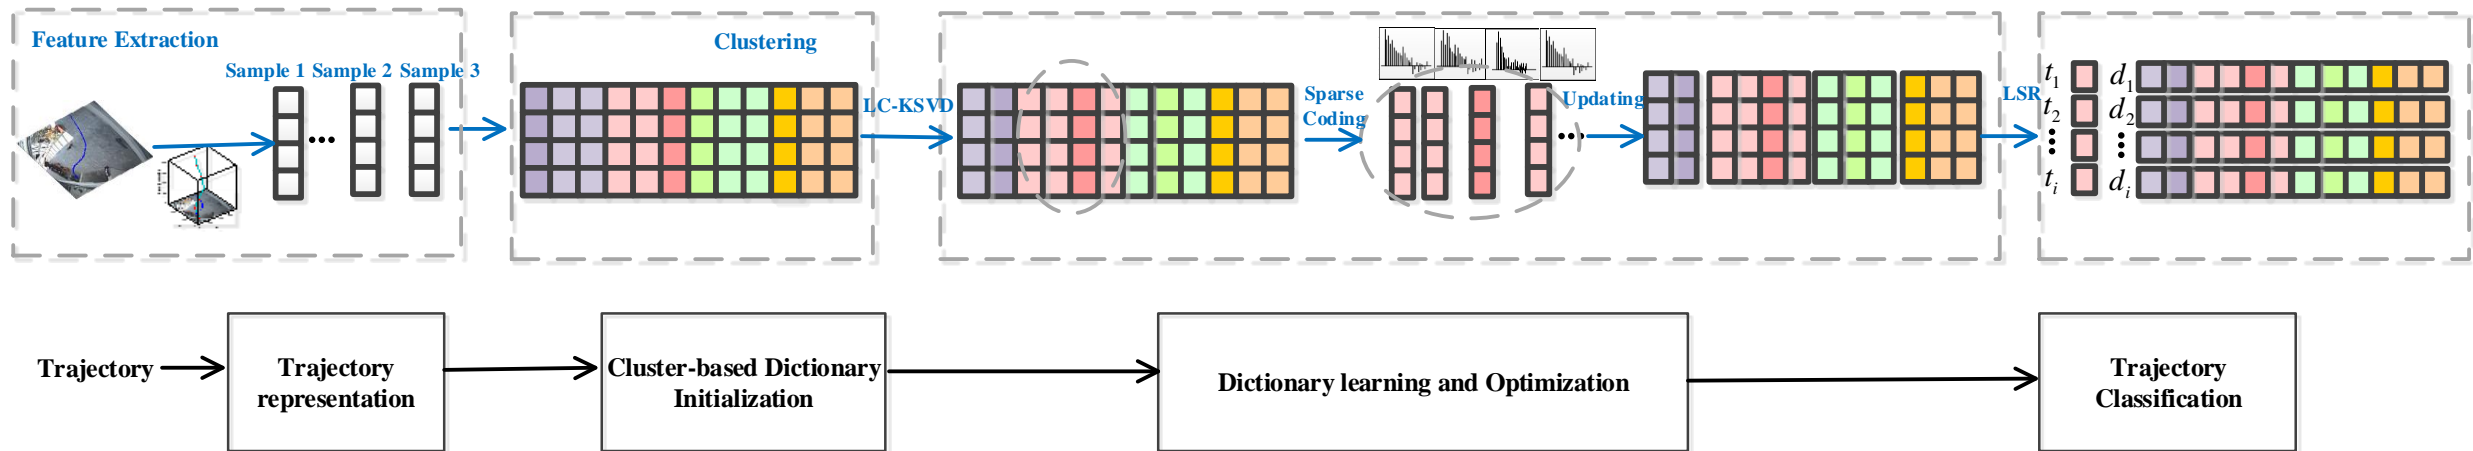 Feature Extraction
Sample 1 Sample 2 Sample 3
Clustering
LC-KSVD
Sparse
Coding
Updating
LSR
t1 d1
t2 d2
ti di
Trajectory
Trajectory
representation
Cluster-based Dictionary
Initialization
Dictionary learning and Optimization
Trajectory
Classification